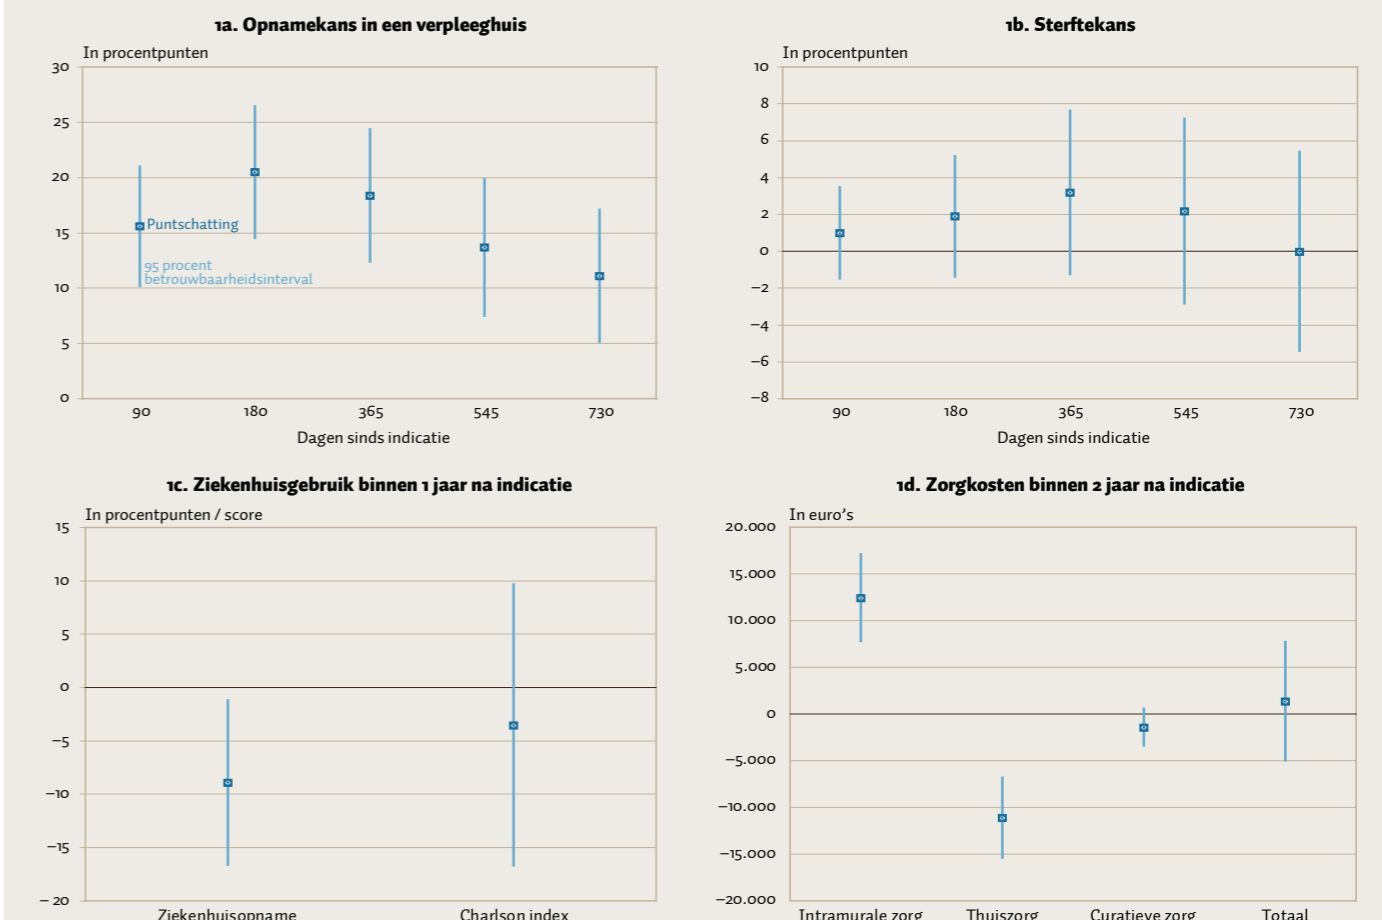 1a. Opnamekans in een verpleeghuis
In procentpunten
30
25
20
15
10
5
0
Puntschatting
95 procent
betrouwbaarheidsinterval
90 180 365 545 730
Dagen sinds indicatie
1b. Sterftekans
In procentpunten
10
8
6
4
2
0
−2
−4
−6
−8
90 180 365 545 730
Dagen sinds indicatie
1c. Ziekenhuisgebruik binnen 1 jaar na indicatie
In procentpunten / score
15
10
5
0
−5
−10
−15
−20
Ziekenhuisopname Charlson index
1d. Zorgkosten binnen 2 jaar na indicatie
In euro's
20.000
15.000
10.000
5.000
0
−5.000
−10.000
−15.000
−20.000
Intramurale zorg Thuiszorg Curatieve zorg Totaal